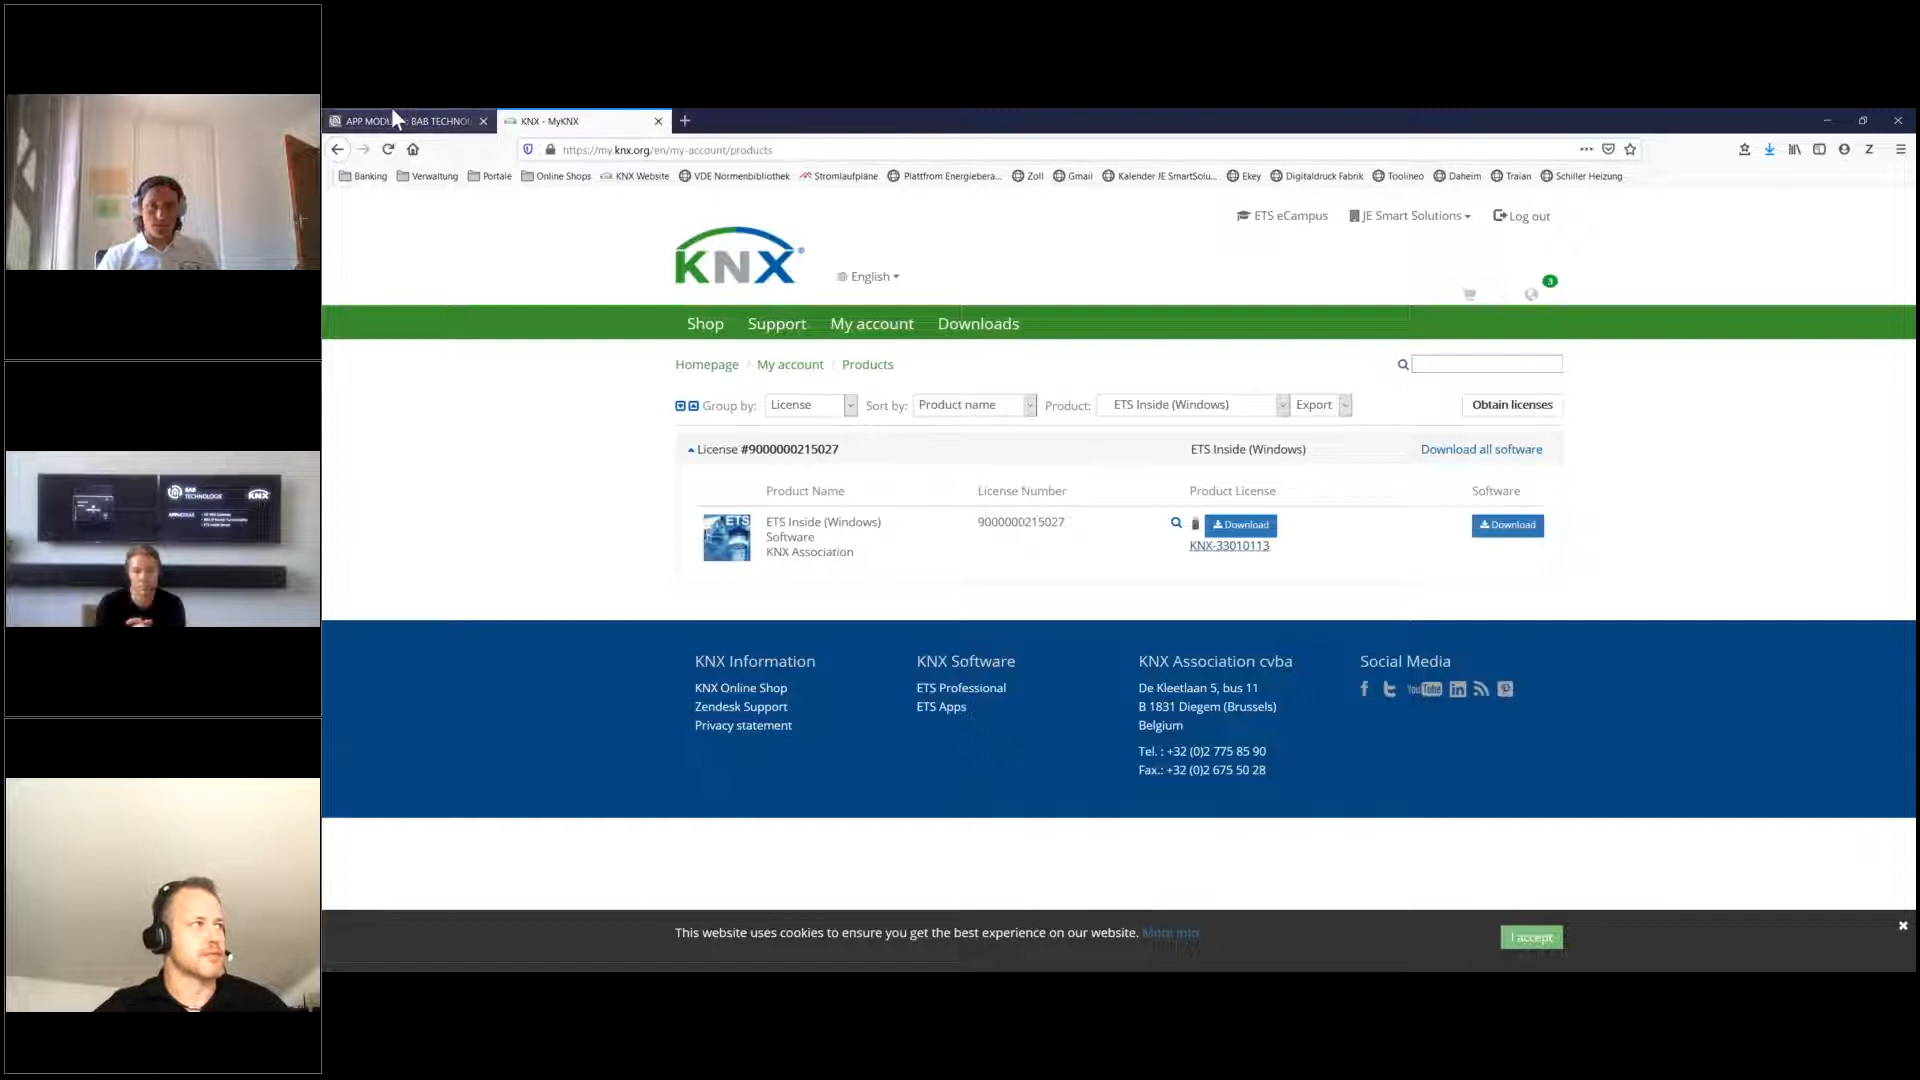 APP MODU
BAB TECHNOL
KNX - MyKNX
https://my.knx.org/en/my-account/products
Banking
Verwaltung
Portale
Online Shops
KNX Website
VDE Normenbibliothek
Stromlaufpläne
Plattfrom Energiebera...
Zoll
Gmail
Kalender JE SmartSolu...
Ekey
Digitaldruck Fabrik
Toolineo
Daheim
Traian
Schiller Heizung
ETS eCampus
JE Smart Solutions
Log out
KNX
English
3
Shop
Support
My account
Downloads
Homepage / My account / Products
Group by: License
Sort by: Product name
Product: ETS Inside (Windows)
Export
Obtain licenses
License #9000000215027
ETS Inside (Windows)
Download all software
Product Name
License Number
Product License
Software
ETS
ETS Inside (Windows)
Software
KNX Association
9000000215027
Download
KNX-33010113
Download
KNX Information
KNX Online Shop
Zendesk Support
Privacy statement
KNX Software
ETS Professional
ETS Apps
KNX Association cvba
De Kleetlaan 5, bus 11
B 1831 Diegem (Brussels)
Belgium
Tel. : +32 (0)2 775 85 90
Fax.: +32 (0)2 675 50 28
Social Media
YouTube
This website uses cookies to ensure you get the best experience on our website. More info
I accept
BAB
TECHNOLOGIE
KNX